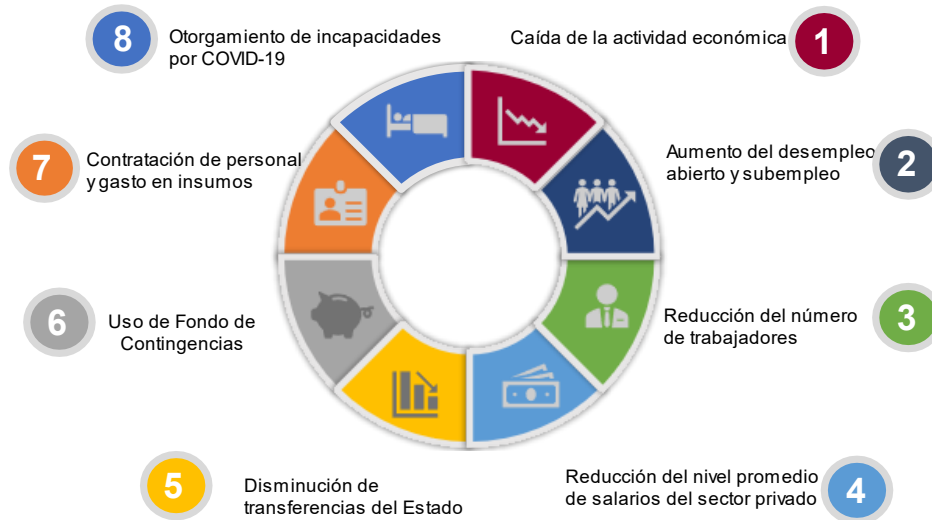 1
Caída de la actividad económica
2
Aumento del desempleo
abierto y subempleo
3
Reducción del número
de trabajadores
4
Reducción del nivel promedio
de salarios del sector privado
5
Disminución de
transferencias del Estado
6
Uso de Fondo de
Contingencias
7
Contratación de personal
y gasto en insumos
8
Otorgamiento de incapacidades
por COVID-19